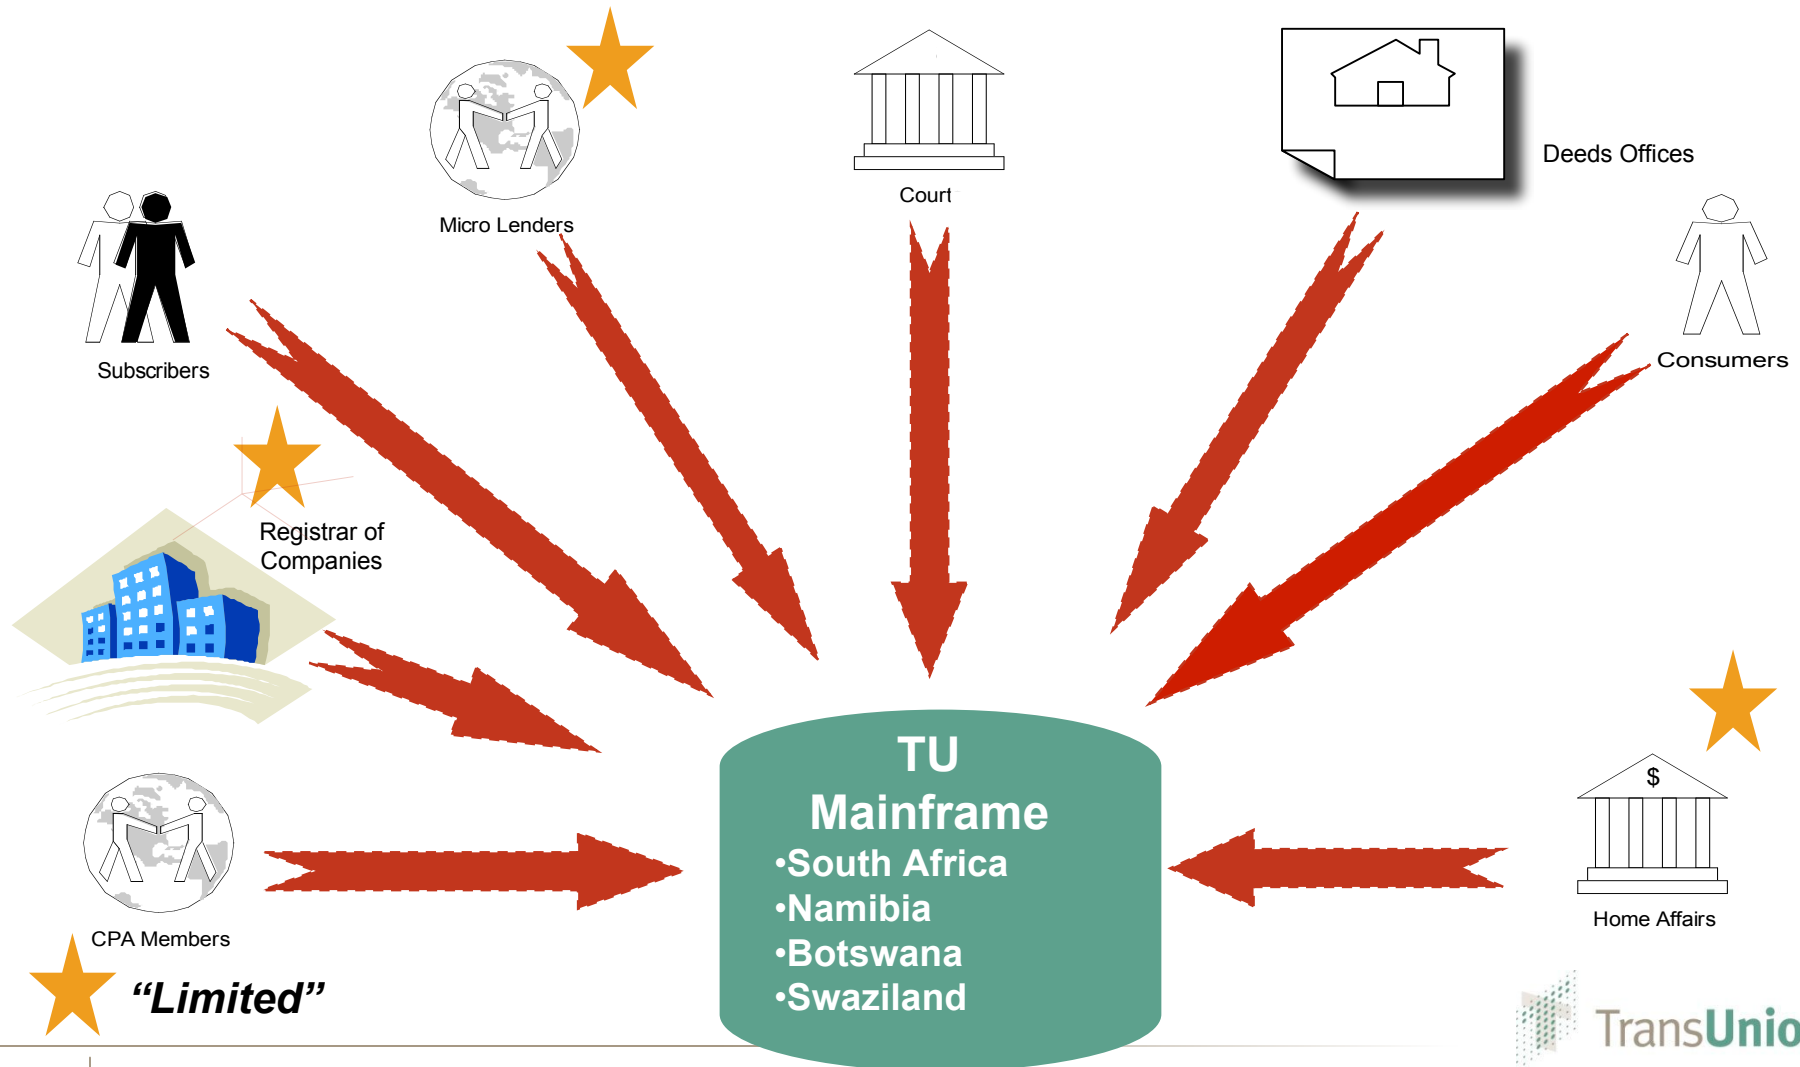 Deeds Offices
Court
Micro Lenders
Consumers
Subscribers
Registrar of
Companies
TU
Mainframe
•South Africa
•Namibia
•Botswana
•Swaziland
$
Home Affairs
CPA Members
“Limited”
TransUnio